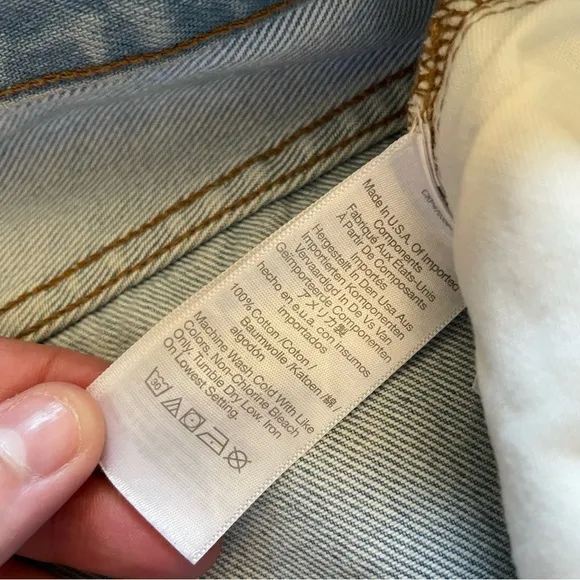 Made In U.S.A. Of Imported
Components
Fabriqué Aux États-Unis
À Partir De Composants
Importés
Hergestellt In Den Usa Aus
Importierten Komponenten
Vervaardigd In De Vs Van
Geïmporteerde Componenten
hecho en e.u.a con insumos
importados
アメリカ製
100% Cotton/Coton/
Baumwolle/Katoen/綿/
algodón
Machine Wash Cold With Like
Colors. Non-Chlorine Bleach
Only. Tumble Dry Low. Iron
On Lowest Setting.
30